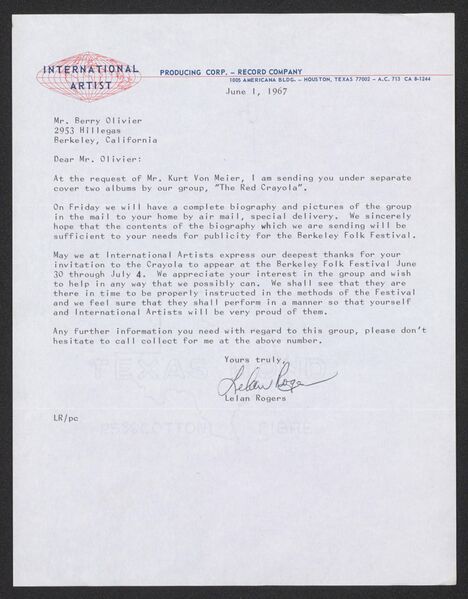 INTERNATIONAL
ARTIST
PRODUCING CORP. – RECORD COMPANY
1005 AMERICANA BLDG. – HOUSTON, TEXAS 77002 – A.C. 713 CA 8-1244
June 1, 1967
Mr. Berry Olivier
2953 Hillegas
Berkeley, California
Dear Mr. Olivier:
At the request of Mr. Kurt Von Meier, I am sending you under separate
cover two albums by our group, "The Red Crayola".
On Friday we will have a complete biography and pictures of the group
in the mail to your home by air mail, special delivery. We sincerely
hope that the contents of the biography which we are sending will be
sufficient to your needs for publicity for the Berkeley Folk Festival.
May we at International Artists express our deepest thanks for your
invitation to the Crayola to appear at the Berkeley Folk Festival June
30 through July 4. We appreciate your interest in the group and wish
to help in any way that we possibly can. We shall see that they are
there in time to be properly instructed in the methods of the Festival
and we feel sure that they shall perform in a manner so that yourself
and International Artists will be very proud of them.
Any further information you need with regard to this group, please don't
hesitate to call collect for me at the above number.
Yours truly,
Lelan Rogers
Lelan Rogers
LR/pc